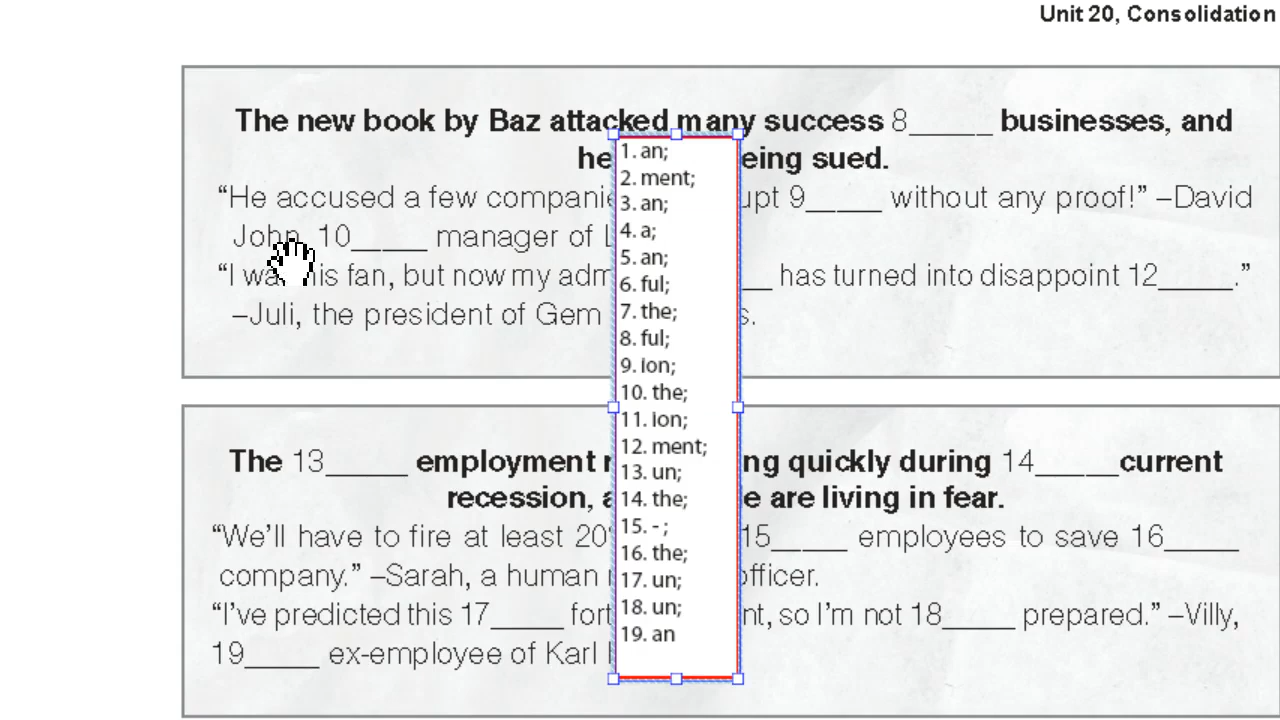 Unit 20, Consolidation
The new book by Baz attacked many success 8_____ businesses, and
he eing sued.
“He accused a few companie upt 9_____ without any proof!” –David
John, 10_____ manager of
“I wa his fan, but now my adm __ has turned into disappoint 12_____.”
–Juli, the president of Gem s.
1. an;
2. ment;
3. an;
4. a;
5. an;
6. ful;
7. the;
8. ful;
9. ion;
10. the;
11. ion;
12. ment;
13. un;
14. the;
15. - ;
16. the;
17. un;
18. un;
19. an
The 13_____ employment ng quickly during 14_____current
recession, a e are living in fear.
“We’ll have to fire at least 20 15_____ employees to save 16_____
company.” –Sarah, a human officer.
“I’ve predicted this 17_____ fort nt, so I’m not 18_____ prepared.” –Villy,
19_____ ex-employee of Karl